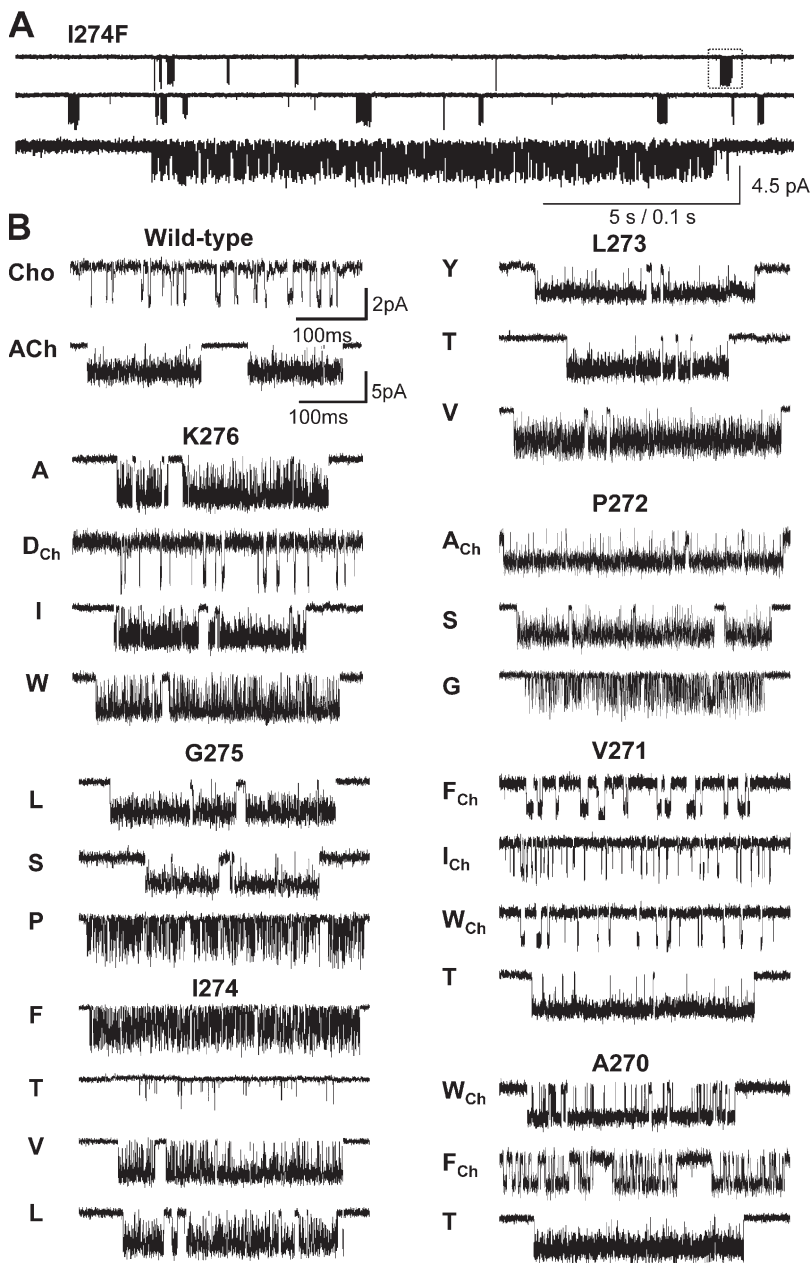 A
I274F
4.5 pA
5 s / 0.1 s
B
Wild-type
Cho
2pA
100ms
ACh
5pA
100ms
K276
A
DCh
I
W
G275
L
S
P
I274
F
T
V
L
L273
Y
T
V
P272
ACh
S
G
V271
FCh
ICh
WCh
T
A270
WCh
FCh
T